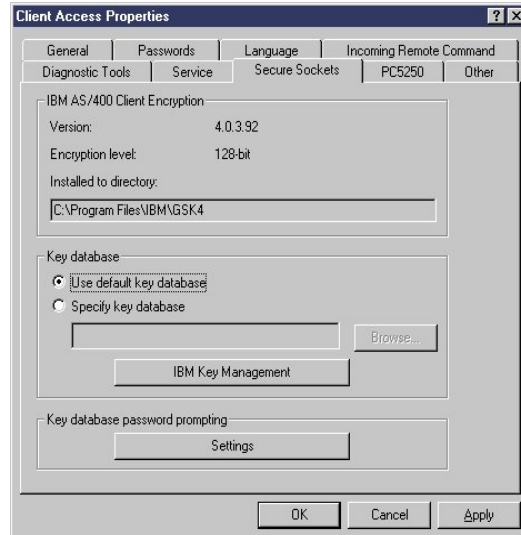 Client Access Properties
General Passwords Language Incoming Remote Command
Diagnostic Tools Service Secure Sockets PC5250 Other
IBM AS/400 Client Encryption
Version: 4.0.3.92
Encryption level: 128-bit
Installed to directory:
C:\Program Files\IBM\GSK4
Key database
Use default key database
Specify key database
Browse...
IBM Key Management
Key database password prompting
Settings
OK Cancel Apply